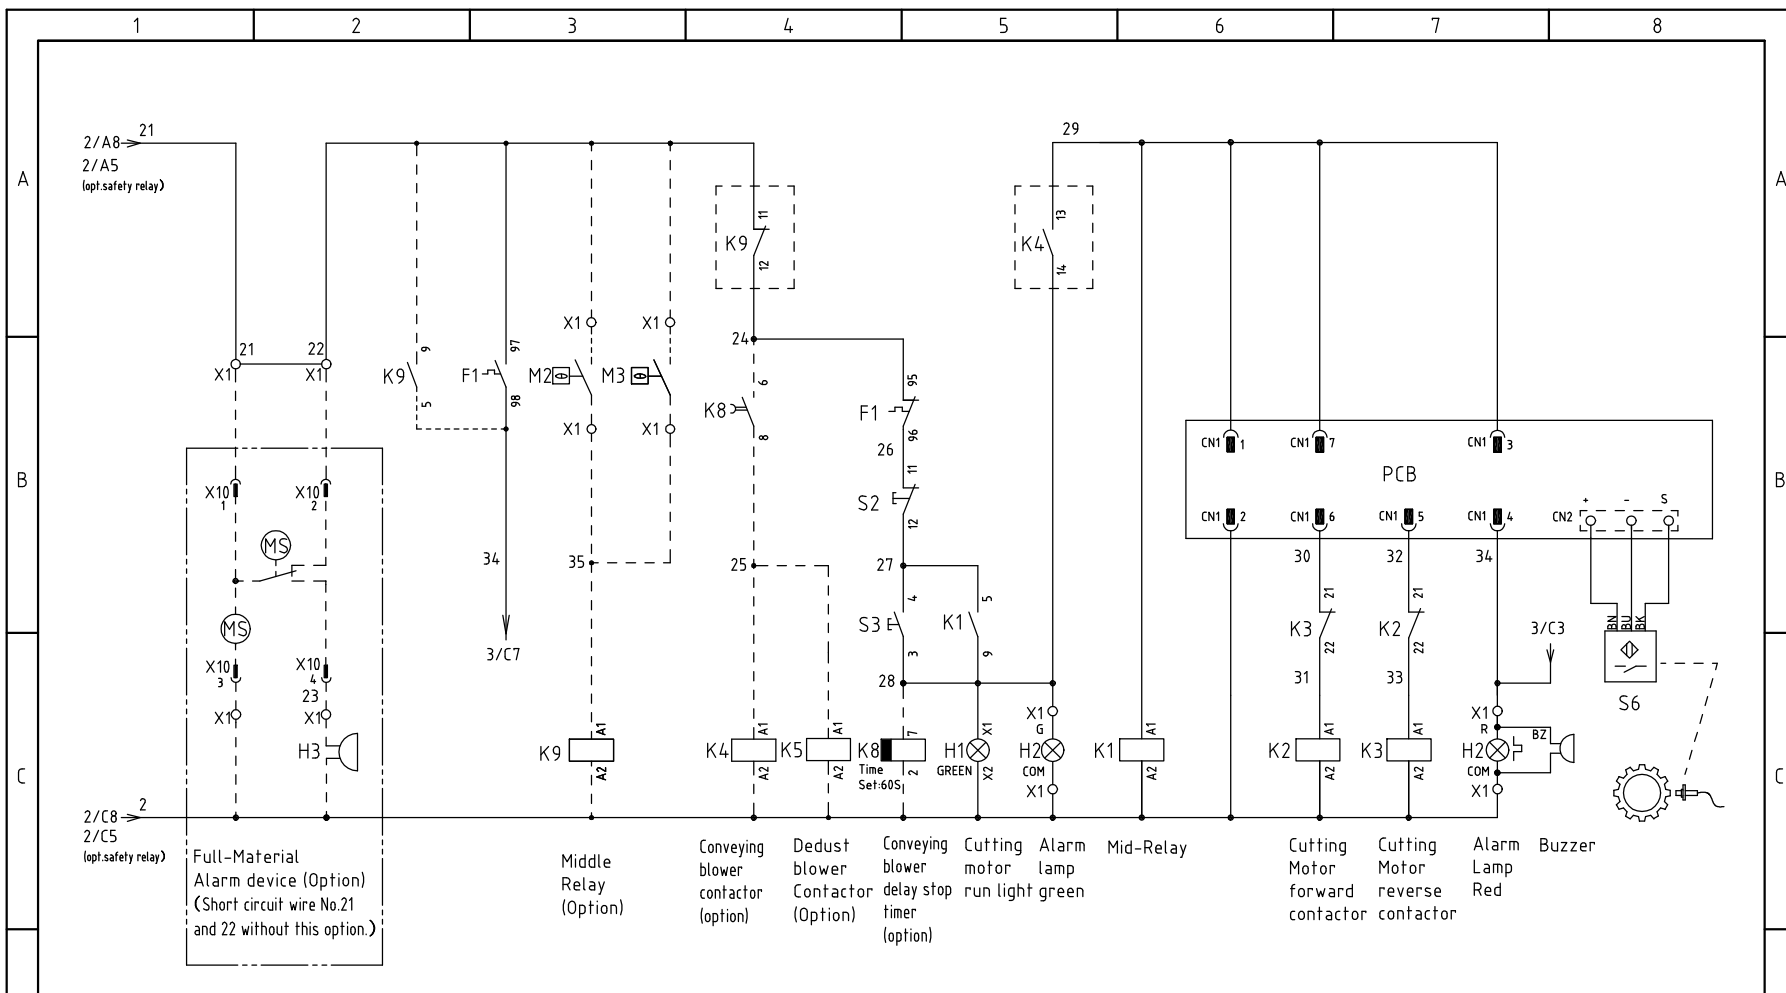 1 2 3 4 5 6 7 8
A A
21 29
2/A8
2/A5
(opt.safety relay)
11 13
K9 K4
12 14
X1 X1
24
21 22 9 97
X1 X1
K9 F1 M2 M3 6 95
5 98 K8 F1
X1 X1 8 96
26
CN1 1 CN1 7 CN1 3
PCB
B B
11
X10 1 X10 2
S2
12
CN1 2 CN1 6 CN1 5 CN1 4 CN2 + - S
MS
34 35 25 27 30 32 34
4 5 21 21
MS
S3 K1 K3 K2 3/C3
BN BU BK
3 9 22 22
3/C7
X10 3 X10 4
23
28 31 33
S6
X1 X1
X1 X1
G R BZ
A1 A1 A1 7 X1 A1 A1 A1
H3 K9 K4 K5 K8 H1 H2 K1 K2 K3 H2
A2 A2 A2 2 X2 A2 A2 A2
Time
Set:60S
GREEN COM COM
X1 X1
C C
2/C8 2
2/C5
(opt.safety relay)
Full-Material
Alarm device (Option)
(Short circuit wire No.21
and 22 without this option.)
Middle
Relay
(Option)
Conveying
blower
contactor
(option)
Dedust
blower
Contactor
(Option)
Conveying
blower
delay stop
timer
(option)
Cutting
motor
run light
Alarm
lamp
green
Mid-Relay
Cutting
Motor
forward
contactor
Cutting
Motor
reverse
contactor
Alarm
Lamp
Red
Buzzer